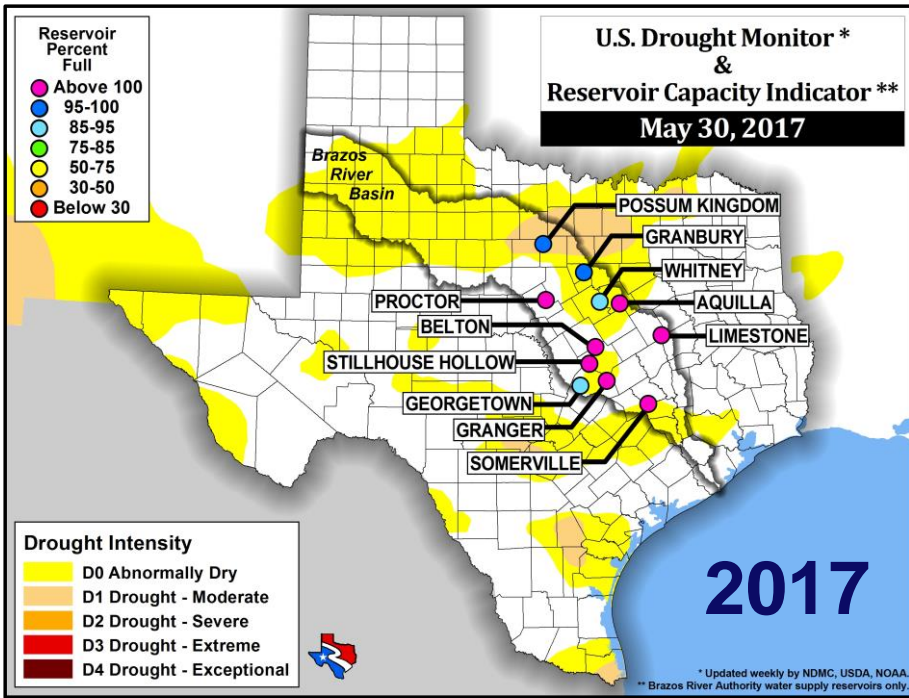 Reservoir
Percent
Full
Above 100
95-100
85-95
75-85
50-75
30-50
Below 30
U.S. Drought Monitor *
&
Reservoir Capacity Indicator **
May 30, 2017
Brazos
River
Basin
POSSUM KINGDOM
GRANBURY
WHITNEY
PROCTOR
AQUILLA
BELTON
LIMESTONE
STILLHOUSE HOLLOW
GEORGETOWN
GRANGER
SOMERVILLE
Drought Intensity
D0 Abnormally Dry
D1 Drought - Moderate
D2 Drought - Severe
D3 Drought - Extreme
D4 Drought - Exceptional
2017
* Updated weekly by NDMC, USDA, NOAA.
** Brazos River Authority water supply reservoirs only.